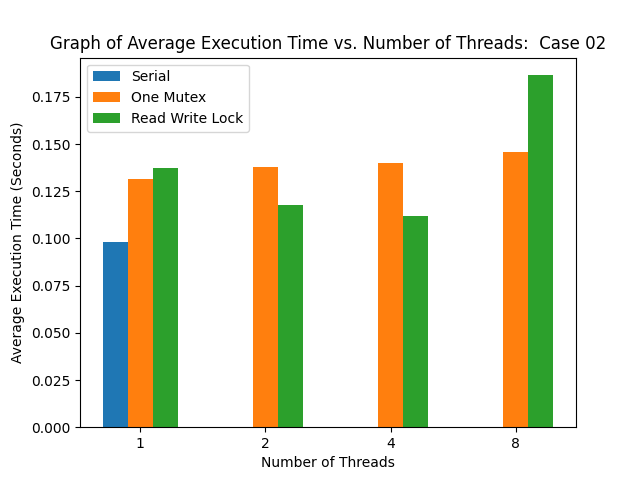 Graph of Average Execution Time vs. Number of Threads:  Case 02
Serial
One Mutex
Read Write Lock
Average Execution Time (Seconds)
0.175
0.150
0.125
0.100
0.075
0.050
0.025
0.000
1 2 4 8
Number of Threads